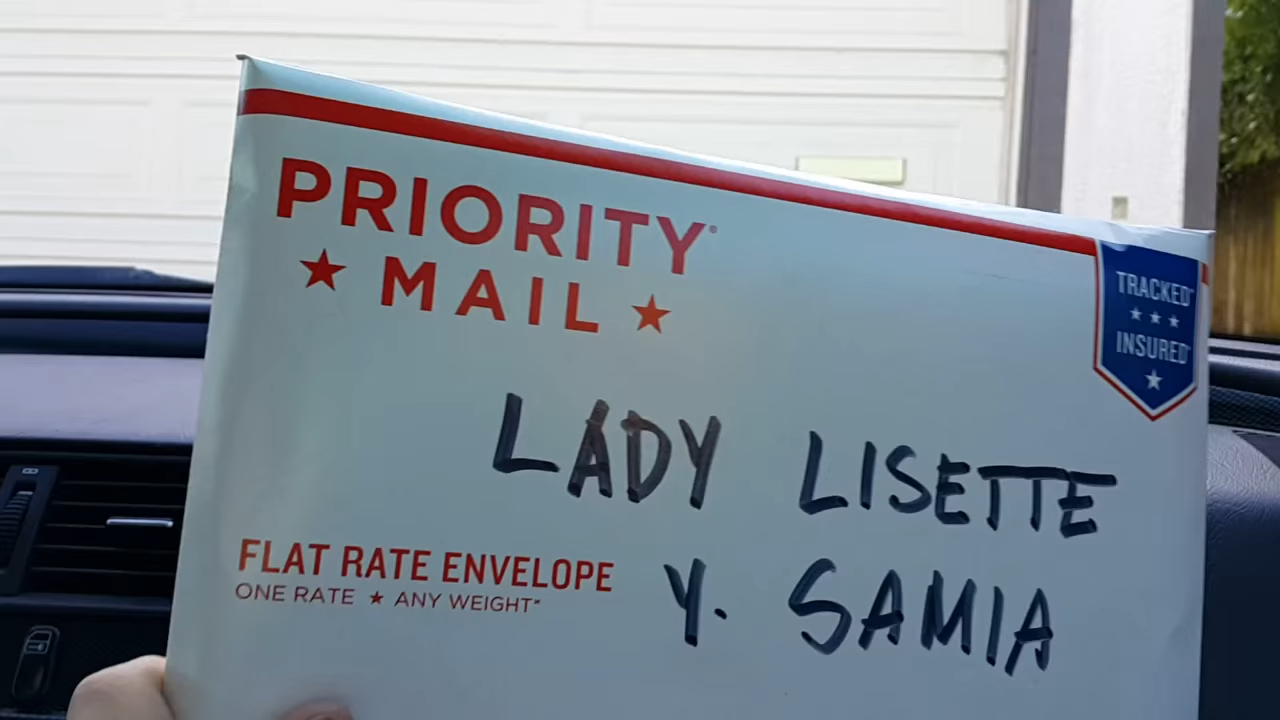 PRIORITY®
★ MAIL ★
TRACKED
★ ★ ★
INSURED
★
LADY LISETTE
Y. SAMIA
FLAT RATE ENVELOPE
ONE RATE ★ ANY WEIGHT*